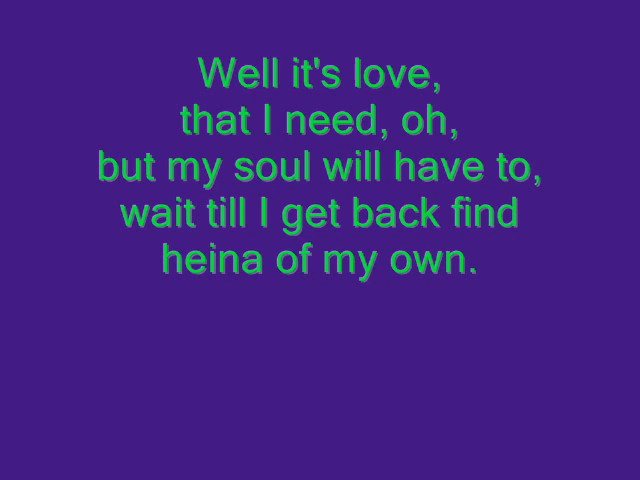 Well it's love,
that I need, oh,
but my soul will have to,
wait till I get back find
heina of my own.